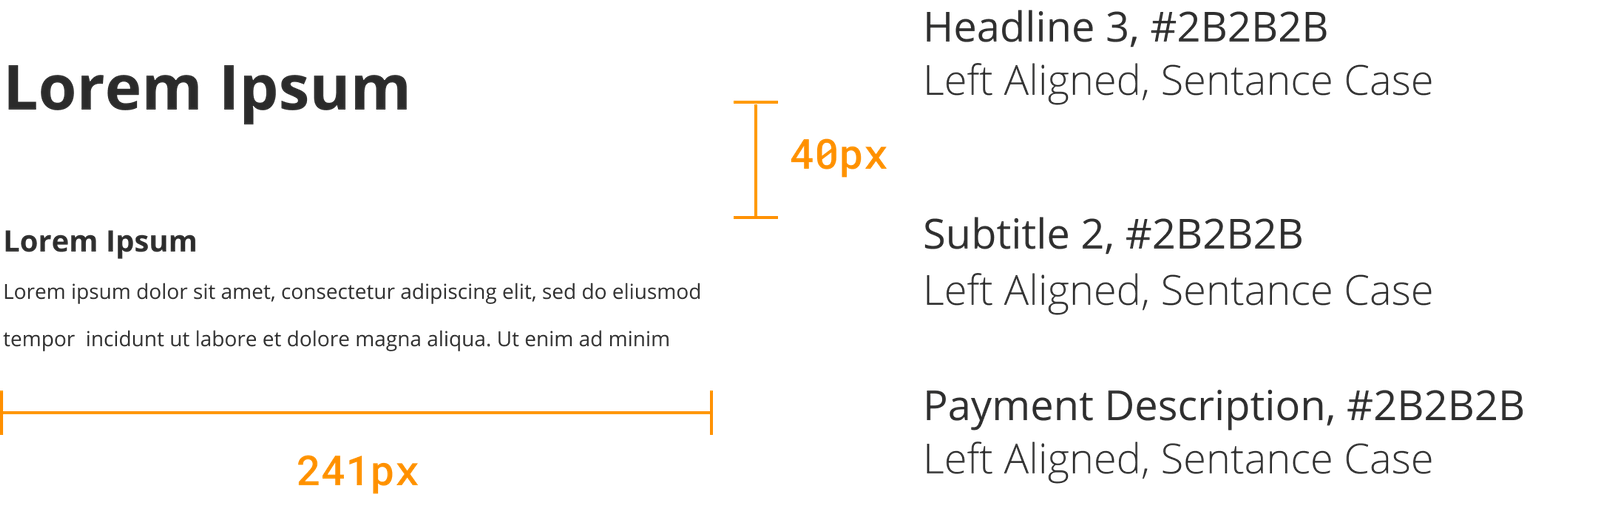 Lorem Ipsum
Lorem Ipsum
Lorem ipsum dolor sit amet, consectetur adipiscing elit, sed do eliusmod
tempor  incidunt ut labore et dolore magna aliqua. Ut enim ad minim
241px
40px
Headline 3, #2B2B2B
Left Aligned, Sentance Case
Subtitle 2, #2B2B2B
Left Aligned, Sentance Case
Payment Description, #2B2B2B
Left Aligned, Sentance Case